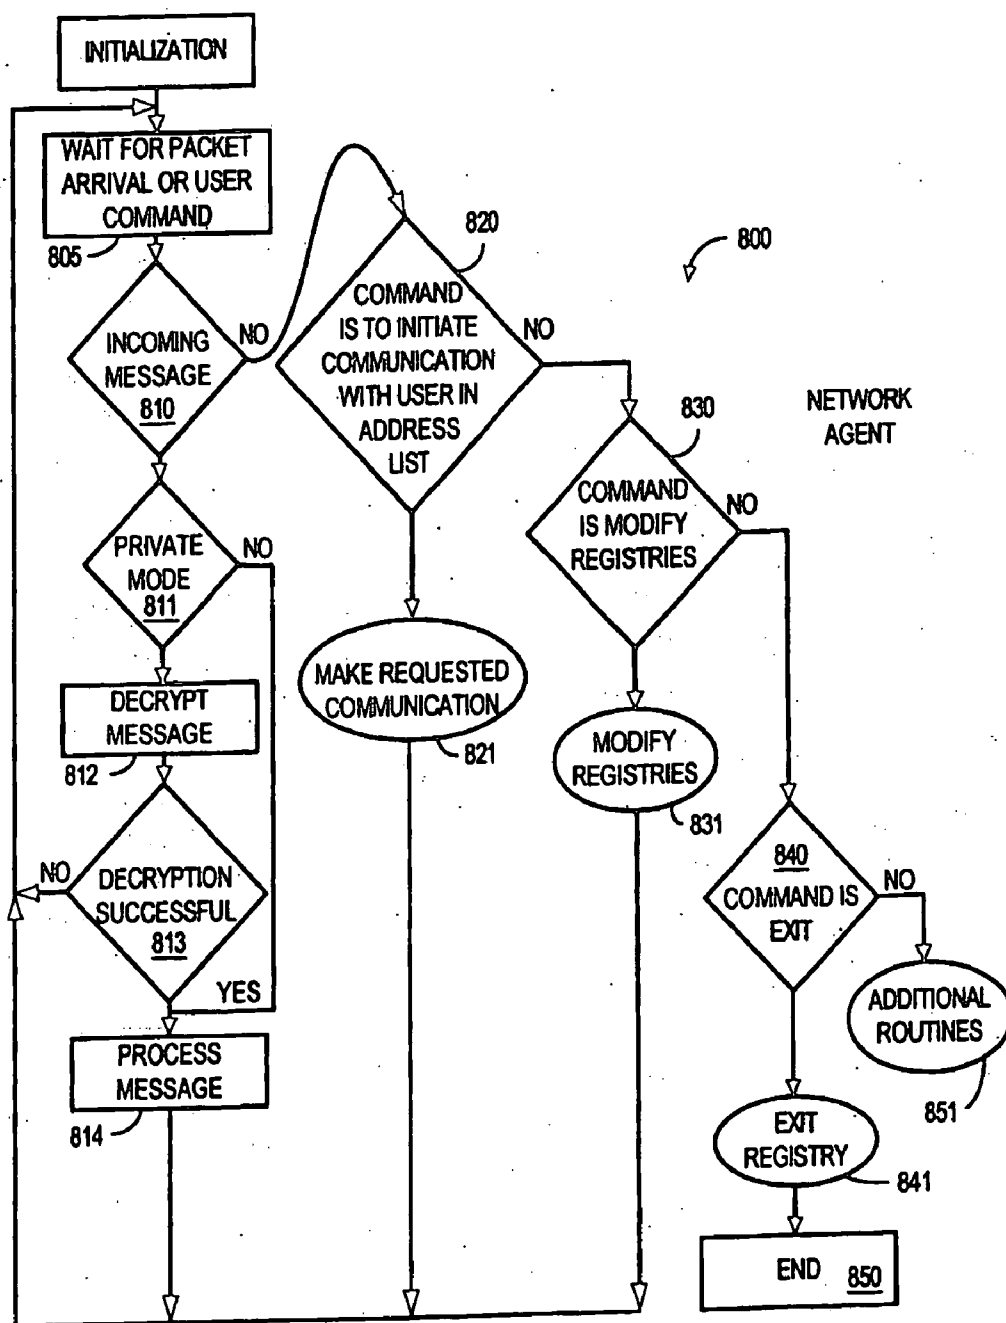 INITIALIZATION
WAIT FOR PACKET
ARRIVAL OR USER
COMMAND
805
INCOMING
MESSAGE
810
NO
PRIVATE
MODE
811
NO
DECRYPT
MESSAGE
812
DECRYPTION
SUCCESSFUL
813
NO
YES
PROCESS
MESSAGE
814
820
COMMAND
IS TO INITIATE
COMMUNICATION
WITH USER IN
ADDRESS
LIST
NO
MAKE REQUESTED
COMMUNICATION
821
800
NETWORK
AGENT
830
COMMAND
IS MODIFY
REGISTRIES
NO
MODIFY
REGISTRIES
831
840
COMMAND IS
EXIT
NO
ADDITIONAL
ROUTINES
851
EXIT
REGISTRY
841
END 850